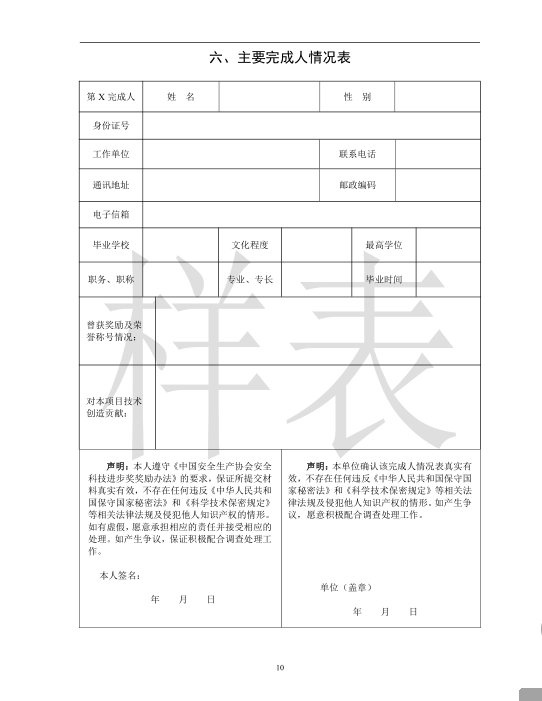 六、主要完成人情况表
第 X 完成人 姓 名 性 别
身份证号
工作单位 联系电话
通讯地址 邮政编码
电子信箱
毕业学校 文化程度 最高学位
职务、职称 专业、专长 毕业时间
样表
曾获奖励及荣
誉称号情况：
对本项目技术
创造贡献：
声明：本人遵守《中国安全生产协会安全
科技进步奖奖励办法》的要求，保证所提交材
料真实有效，不存在任何违反《中华人民共和
国保守国家秘密法》和《科学技术保密规定》
等相关法律法规及侵犯他人知识产权的情形。
如有虚假，愿意承担相应的责任并接受相应的
处理。如产生争议，保证积极配合调查处理工
作。
本人签名：
年 月 日
声明：本单位确认该完成人情况表真实有
效，不存在任何违反《中华人民共和国保守国
家秘密法》和《科学技术保密规定》等相关法
律法规及侵犯他人知识产权的情形。如产生争
议，愿意积极配合调查处理工作。
单位（盖章）
年 月 日
10